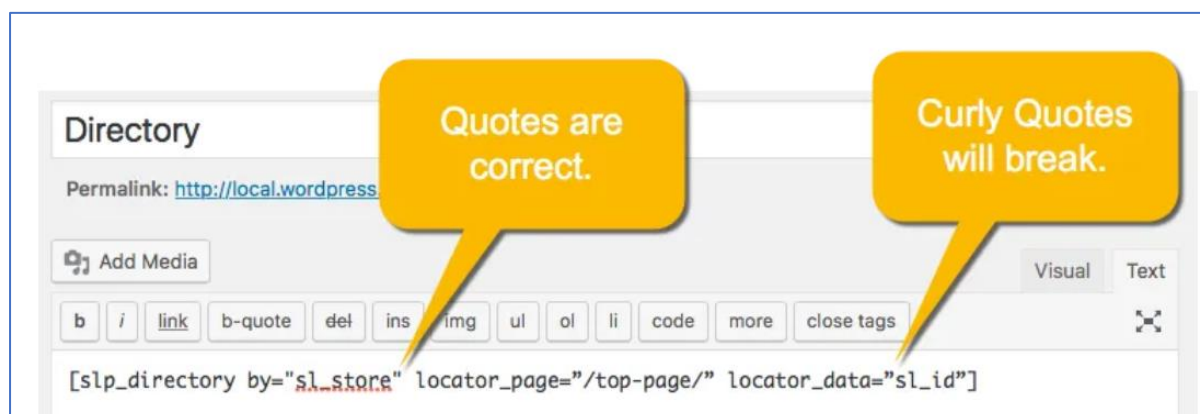 Quotes are
correct.
Curly Quotes
will break.
Directory
Permalink: http://local.wordpress.
Add Media
Visual Text
b i link b-quote del ins img ul ol li code more close tags
[slp_directory by="sl_store" locator_page=”/top-page/” locator_data=”sl_id”]